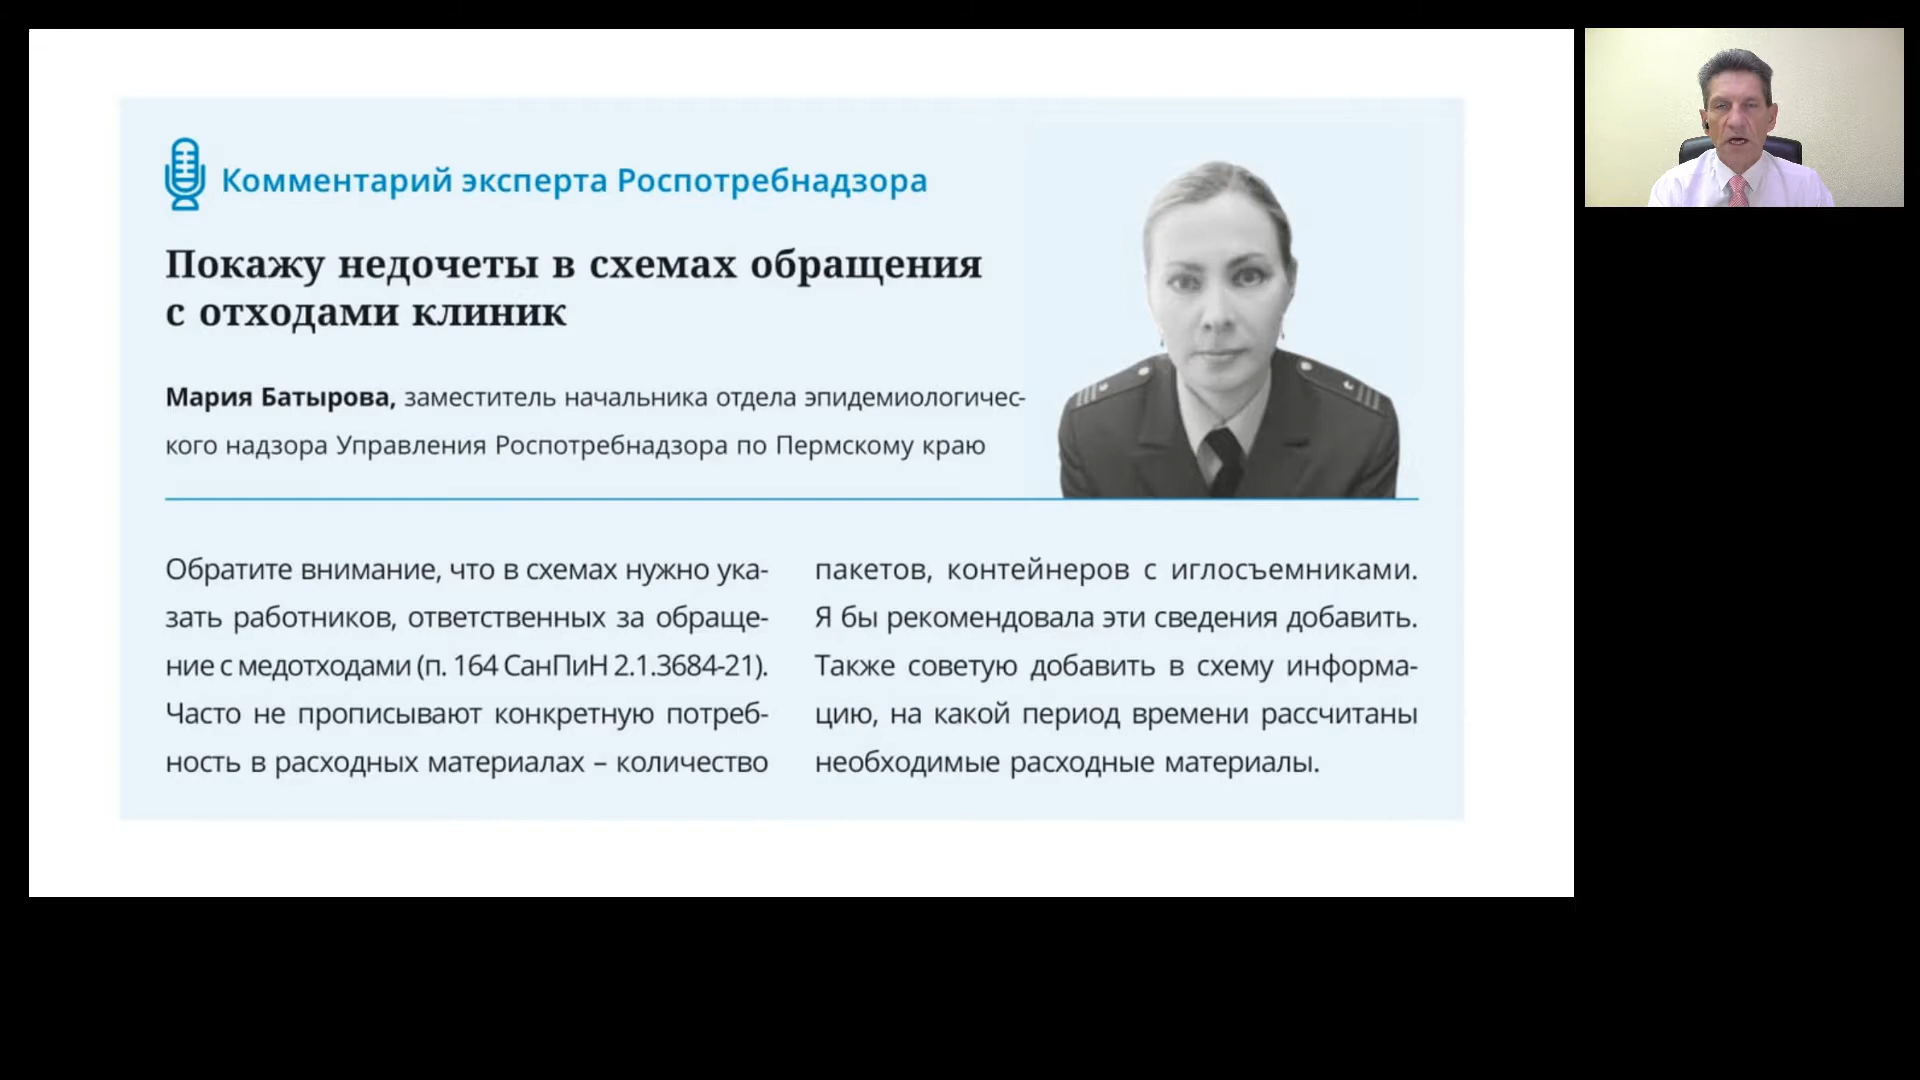 Комментарий эксперта Роспотребнадзора
Покажу недочеты в схемах обращения
с отходами клиник
Мария Батырова, заместитель начальника отдела эпидемиологичес-
кого надзора Управления Роспотребнадзора по Пермскому краю
Обратите внимание, что в схемах нужно ука-
зать работников, ответственных за обраще-
ние с медотходами (п. 164 СанПиН 2.1.3684-21).
Часто не прописывают конкретную потреб-
ность в расходных материалах – количество
пакетов, контейнеров с иглосъемниками.
Я бы рекомендовала эти сведения добавить.
Также советую добавить в схему информа-
цию, на какой период времени рассчитаны
необходимые расходные материалы.